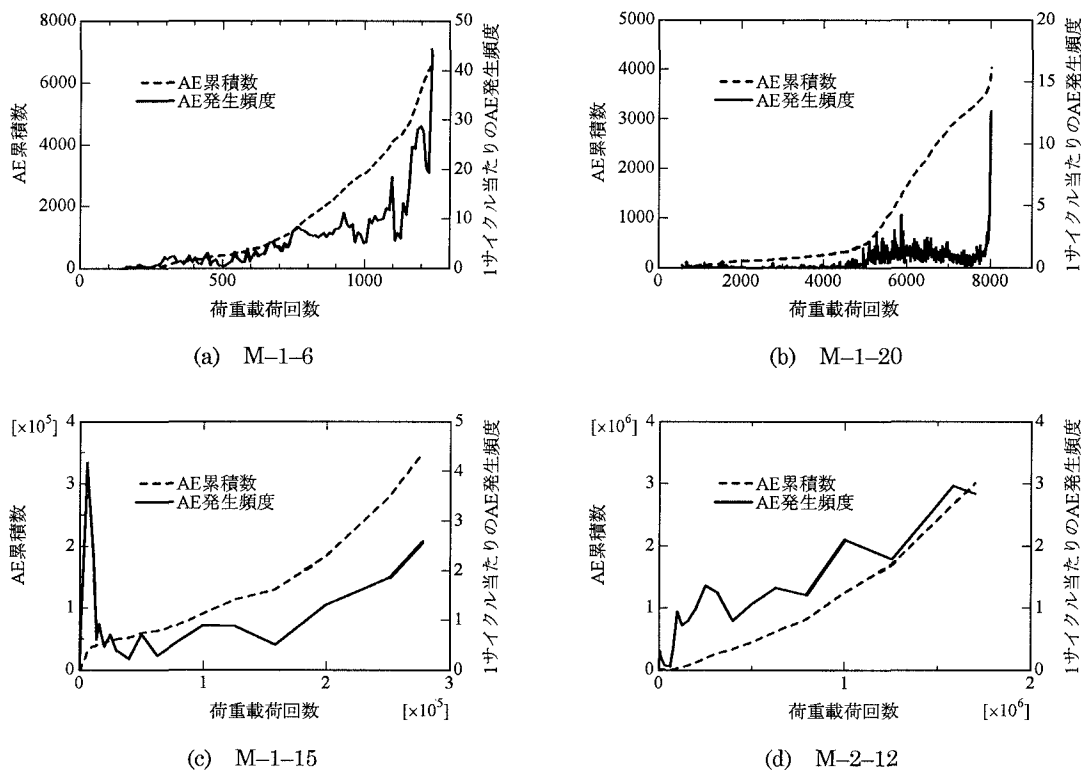 8000
6000
4000
2000
0
AE累積数
AE累積数
AE発生頻度
50
40
30
20
10
0
1サイクル当たりのAE発生頻度
0
500
1000
荷重載荷回数
(a) M-1-6
5000
4000
3000
2000
1000
0
AE累積数
AE累積数
AE発生頻度
20
15
10
5
0
1サイクル当たりのAE発生頻度
0
2000
4000
6000
8000
荷重載荷回数
(b) M-1-20
[×10⁵]
4
3
2
1
0
AE累積数
AE累積数
AE発生頻度
5
4
3
2
1
0
1サイクル当たりのAE発生頻度
0
1
2
3
[×10⁵]
荷重載荷回数
(c) M-1-15
[×10⁶]
4
3
2
1
0
AE累積数
AE累積数
AE発生頻度
4
3
2
1
0
1サイクル当たりのAE発生頻度
0
1
2
[×10⁶]
荷重載荷回数
(d) M-2-12